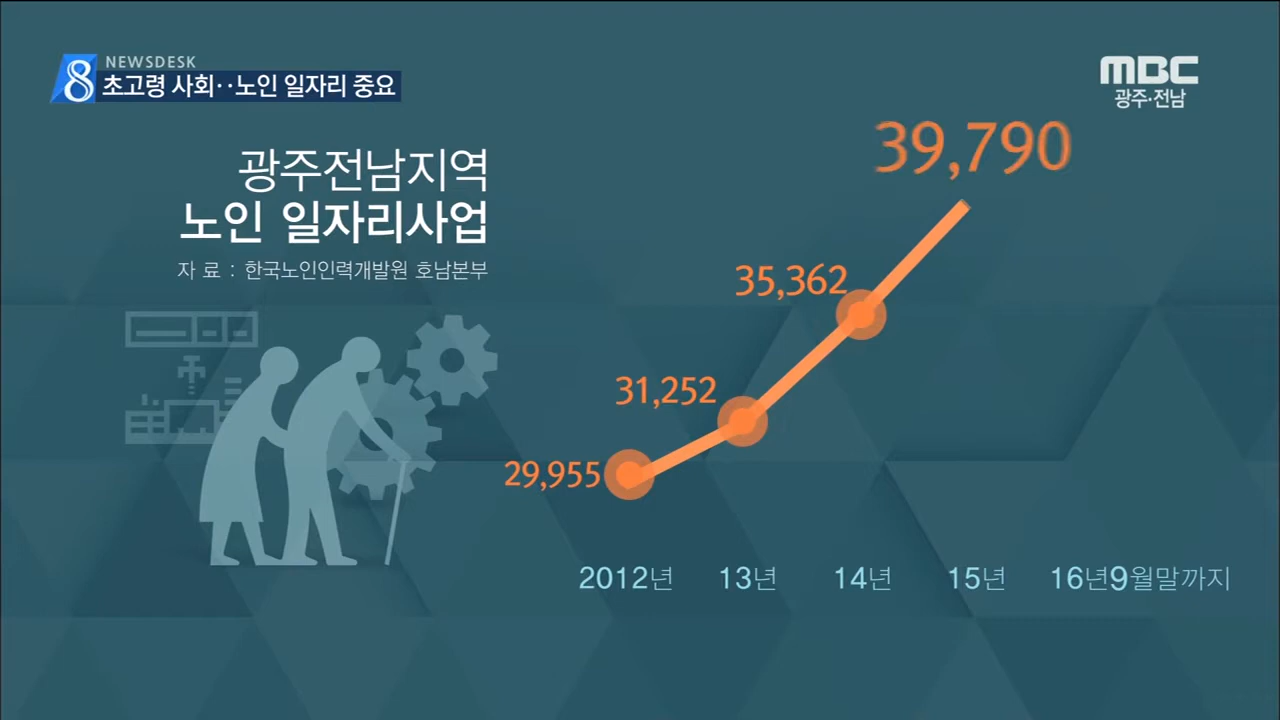 NEWSDESK
8 초고령 사회··노인 일자리 중요
MBC
광주·전남
광주전남지역
노인 일자리사업
자 료 : 한국노인인력개발원 호남본부
39,790
35,362
31,252
29,955
2012년 13년 14년 15년 16년9월말까지